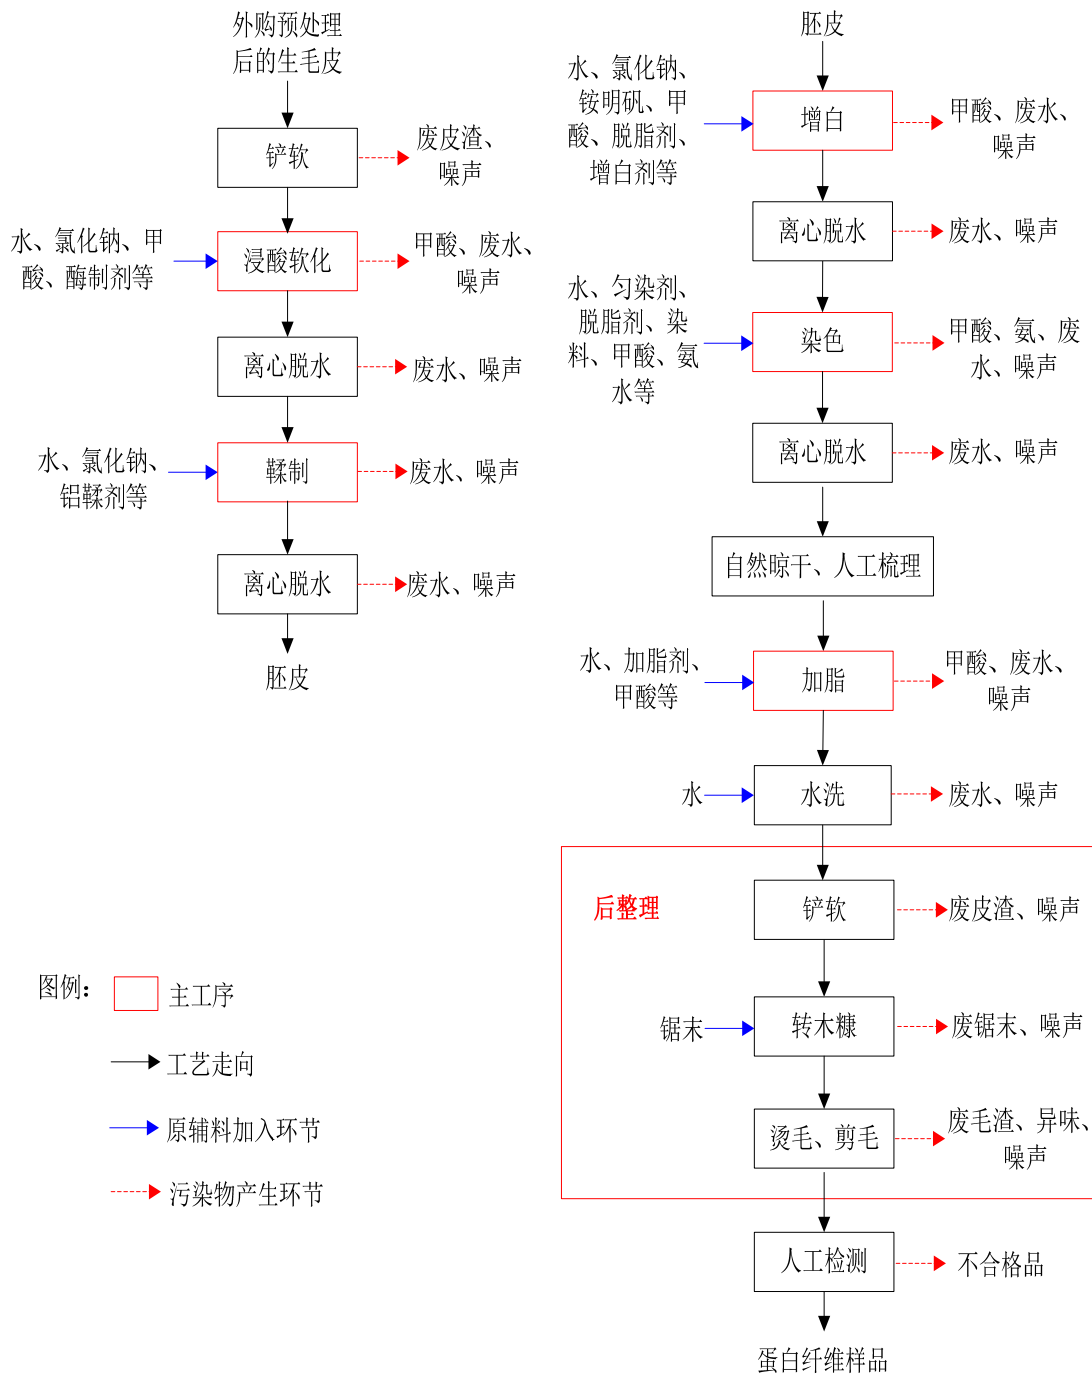 外购预处理
后的生毛皮
铲软
废皮渣、
噪声
水、氯化钠、甲
酸、酶制剂等
浸酸软化
甲酸、废水、
噪声
离心脱水
废水、噪声
水、氯化钠、
铝鞣剂等
鞣制
废水、噪声
离心脱水
废水、噪声
胚皮
胚皮
水、氯化钠、
铵明矾、甲
酸、脱脂剂、
增白剂等
增白
甲酸、废水、
噪声
离心脱水
废水、噪声
水、匀染剂、
脱脂剂、染
料、甲酸、氨
水等
染色
甲酸、氨、废
水、噪声
离心脱水
废水、噪声
自然晾干、人工梳理
水、加脂剂、
甲酸等
加脂
甲酸、废水、
噪声
水
水洗
废水、噪声
后整理
铲软
废皮渣、噪声
锯末
转木糠
废锯末、噪声
烫毛、剪毛
废毛渣、异味、
噪声
人工检测
不合格品
蛋白纤维样品
图例：
主工序
工艺走向
原辅料加入环节
污染物产生环节